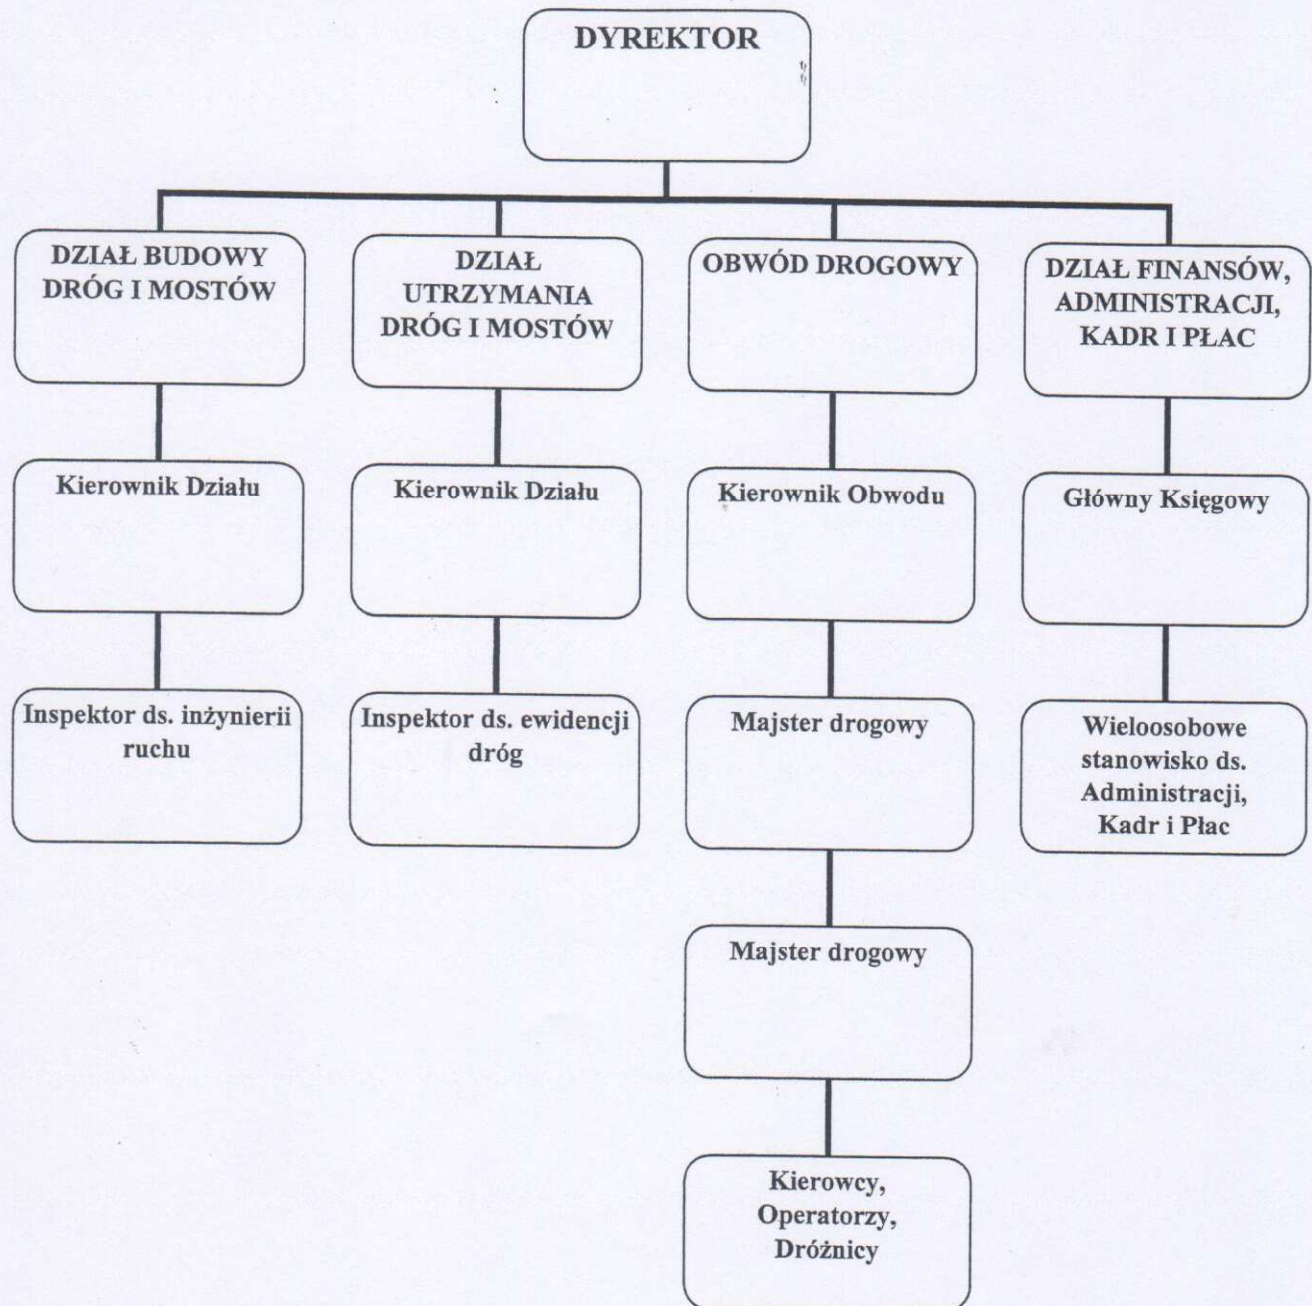 DYREKTOR
DZIAŁ BUDOWY
DRÓG I MOSTÓW
DZIAŁ
UTRZYMANIA
DRÓG I MOSTÓW
OBWÓD DROGOWY
DZIAŁ FINANSÓW,
ADMINISTRACJI,
KADR I PŁAC
Kierownik Działu
Kierownik Działu
Kierownik Obwodu
Główny Księgowy
Inspektor ds. inżynierii
ruchu
Inspektor ds. ewidencji
dróg
Majster drogowy
Wieloosobowe
stanowisko ds.
Administracji,
Kadr i Płac
Majster drogowy
Kierowcy,
Operatorzy,
Dróżnicy